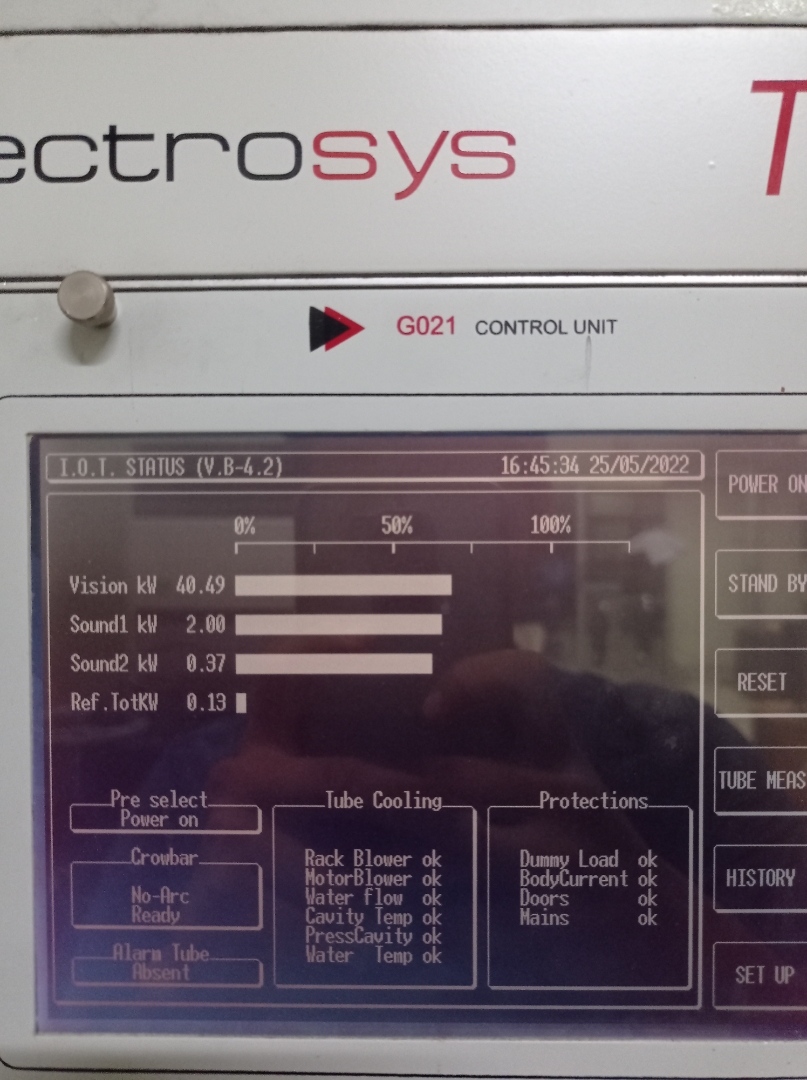 ectrosys T
G021 CONTROL UNIT
I.O.T. STATUS (V.B-4.2) 16:45:34 25/05/2022
0% 50% 100%
Vision kW 40.49
Sound1 kW 2.00
Sound2 kW 0.37
Ref.TotKW 0.13
Pre select
Power on
Crowbar
No-Arc
Ready
Alarm Tube
Absent
Tube Cooling
Rack Blower ok
MotorBlower ok
Water flow ok
Cavity Temp ok
PressCavity ok
Water Temp ok
Protections
Dummy Load ok
BodyCurrent ok
Doors ok
Mains ok
POWER ON
STAND BY
RESET
TUBE MEAS
HISTORY
SET UP